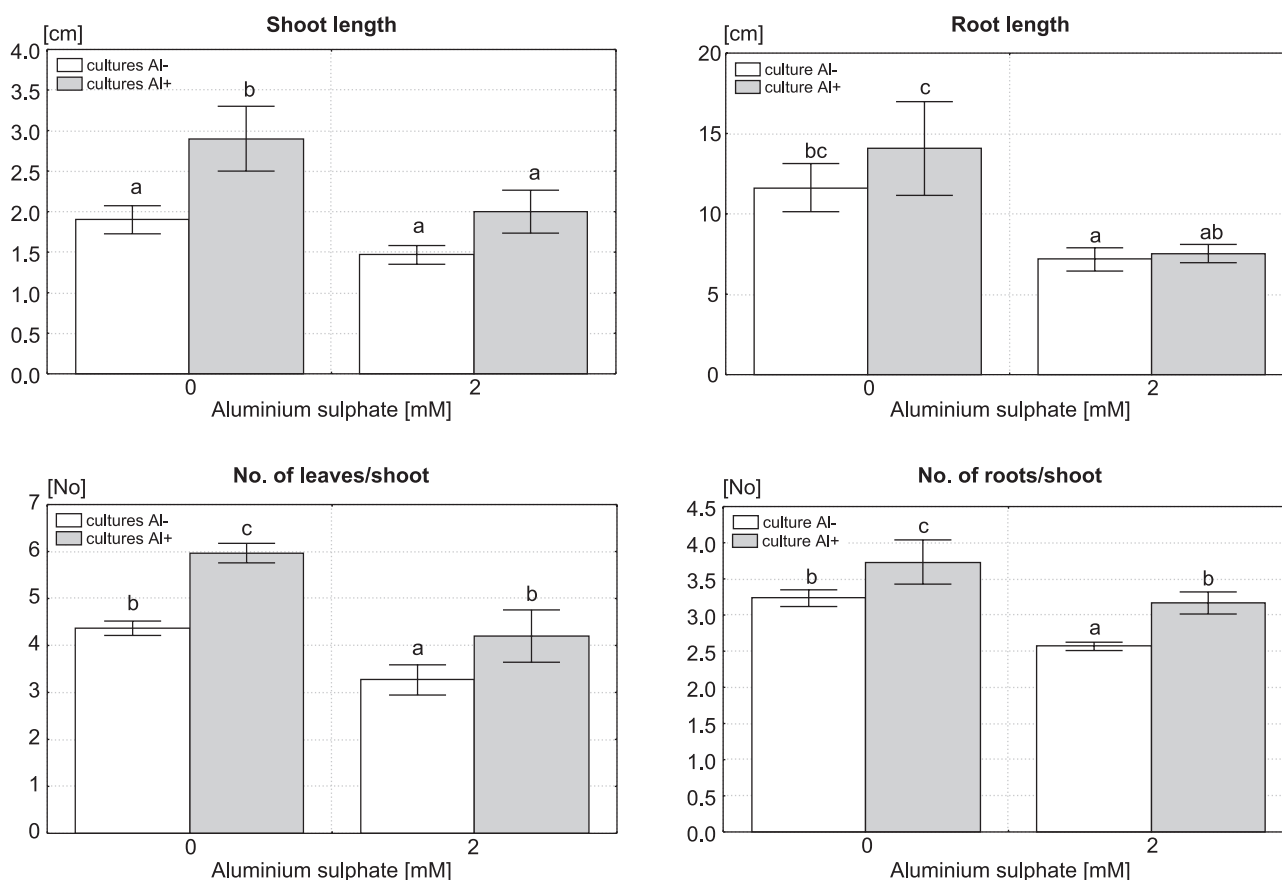 Shoot length
[cm]
4.0
3.5
3.0
2.5
2.0
1.5
1.0
0.5
0.0
cultures Al-
cultures Al+
a
b
a
a
0 2
Aluminium sulphate [mM]
Root length
[cm]
20
15
10
5
0
culture Al-
culture Al+
bc
c
a
ab
0 2
Aluminium sulphate [mM]
No. of leaves/shoot
[No]
7
6
5
4
3
2
1
0
cultures Al-
cultures Al+
b
c
a
b
0 2
Aluminium sulphate [mM]
No. of roots/shoot
[No]
4.5
4.0
3.5
3.0
2.5
2.0
1.5
1.0
0.5
0.0
culture Al-
culture Al+
b
c
a
b
0 2
Aluminium sulphate [mM]